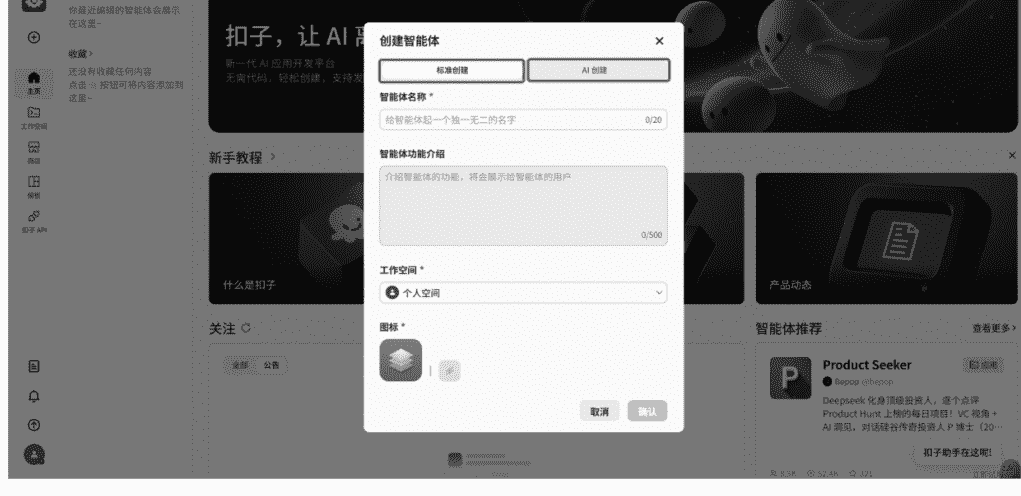 你最近编辑的智能体会展示
在这里~
收藏 >
还没有收藏任何内容
按钮可将内容添加到
这里~
主页
工作空间
商店
模板
扣子 API
扣子，让 AI
新一代 AI 应用开发平台
无需代码，轻松创建，支持发
新手教程 >
什么是扣子
产品动态
关注
全部 公告
智能体推荐 查看更多 >
Product Seeker
Bepop @bepop
Deepseek 化身顶级投资人，逐个点评
Product Hunt 上榜的每日项目！VC 视角 +
AI 洞见，对话硅谷传奇投资人 P 博士（20…
扣子助手在这呢!
创建智能体
标准创建 AI 创建
智能体名称 *
给智能体起一个独一无二的名字 0/20
智能体功能介绍
介绍智能体的功能，将会展示给智能体的用户
0/500
工作空间 *
个人空间
图标 *
取消 确认